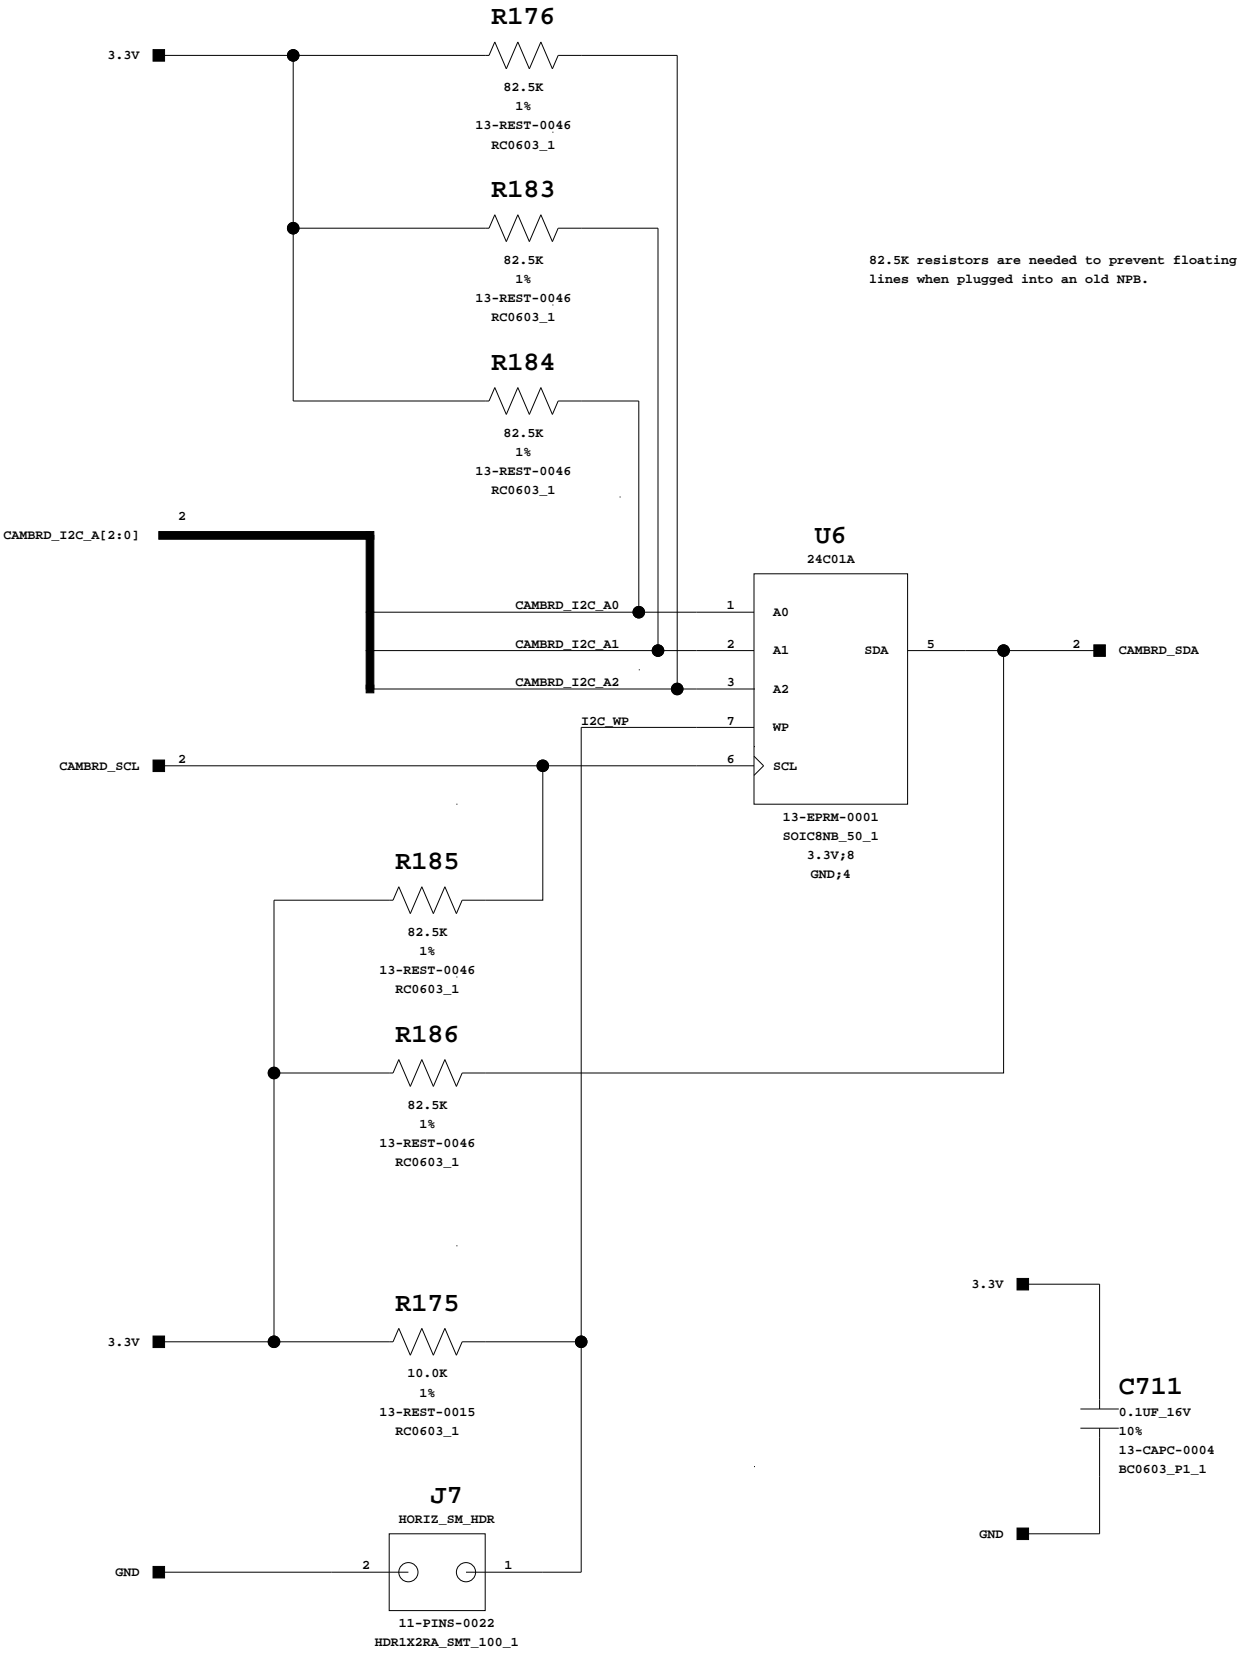 R176
3.3V
82.5K
1%
13-REST-0046
RC0603_1
R183
82.5K
1%
13-REST-0046
RC0603_1
82.5K resistors are needed to prevent floating
lines when plugged into an old NPB.
R184
82.5K
1%
13-REST-0046
RC0603_1
2
CAMBRD_I2C_A[2:0]
U6
24C01A
CAMBRD_I2C_A0 1 A0
CAMBRD_I2C_A1 2 A1 SDA 5 2 CAMBRD_SDA
CAMBRD_I2C_A2 3 A2
I2C_WP 7 WP
CAMBRD_SCL 2 6 SCL
13-EPRM-0001
SOIC8NB_50_1
3.3V;8
GND;4
R185
82.5K
1%
13-REST-0046
RC0603_1
R186
82.5K
1%
13-REST-0046
RC0603_1
3.3V
R175
3.3V
10.0K
1%
13-REST-0015
RC0603_1
C711
0.1UF_16V
10%
13-CAPC-0004
BC0603_P1_1
GND
J7
HORIZ_SM_HDR
GND 2 1
11-PINS-0022
HDR1X2RA_SMT_100_1